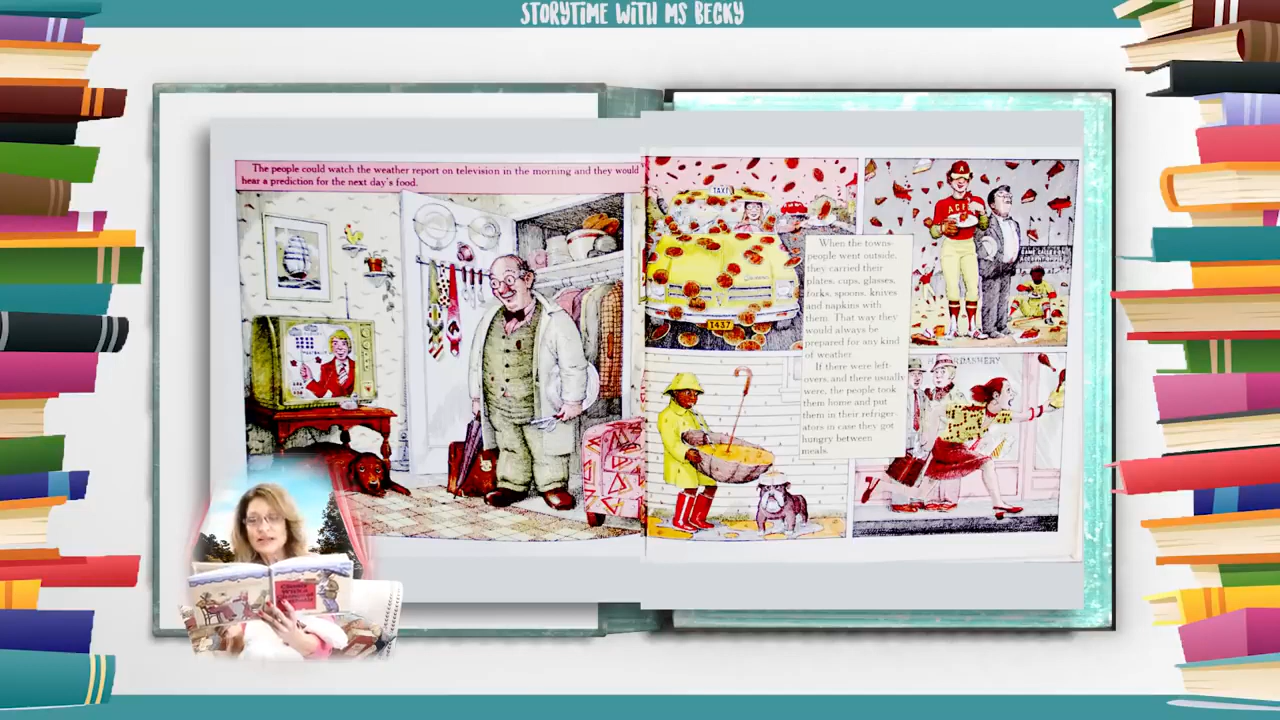 STORYTIME WITH MS BECKY
The people could watch the weather report on television in the morning and they would
hear a prediction for the next day's food.
TAXI
1437
When the towns-
people went outside,
they carried their
plates, cups, glasses,
forks, spoons, knives
and napkins with
them. That way they
would always be
prepared for any kind
of weather.
If there were left-
overs, and there usually
were, the people took
them home and put
them in their refriger-
ators in case they got
hungry between
meals.